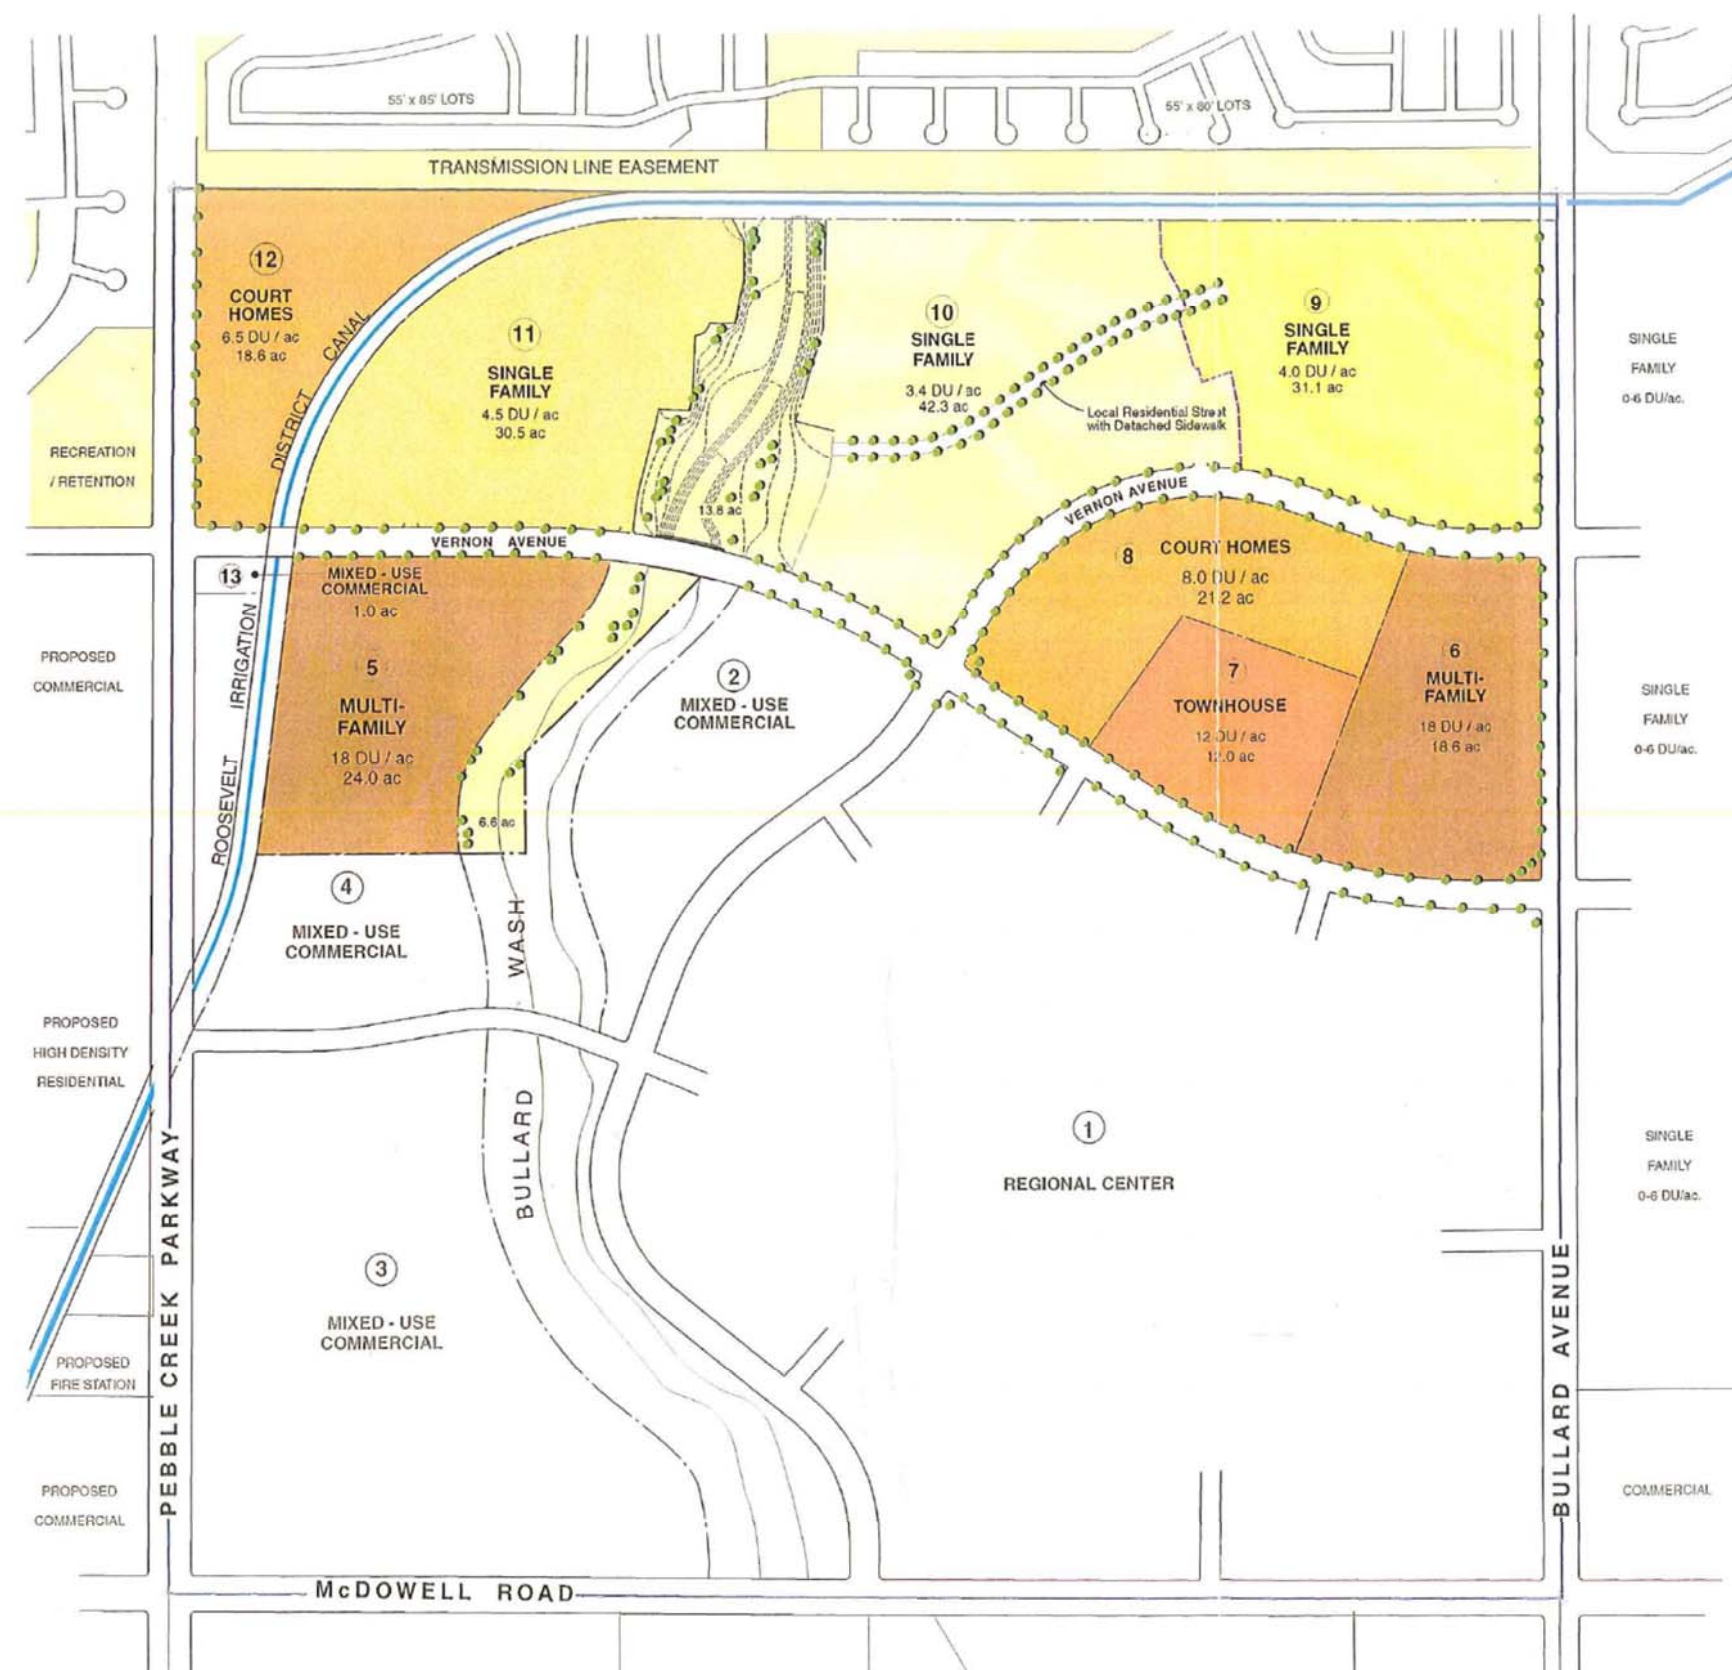 55' x 85' LOTS
55' x 80' LOTS
TRANSMISSION LINE EASEMENT
12
COURT
HOMES
6.5 DU / ac
18.6 ac
DISTRICT CANAL
11
SINGLE
FAMILY
4.5 DU / ac
30.5 ac
13.8 ac
10
SINGLE
FAMILY
3.4 DU / ac
42.3 ac
Local Residential Street
with Detached Sidewalk
9
SINGLE
FAMILY
4.0 DU / ac
31.1 ac
SINGLE
FAMILY
0-6 DU/ac.
RECREATION
/ RETENTION
VERNON AVENUE
VERNON AVENUE
13
MIXED - USE
COMMERCIAL
1.0 ac
8
COURT HOMES
8.0 DU / ac
21.2 ac
PROPOSED
COMMERCIAL
ROOSEVELT IRRIGATION
5
MULTI-
FAMILY
18 DU / ac
24.0 ac
6.6 ac
2
MIXED - USE
COMMERCIAL
7
TOWNHOUSE
12 DU / ac
12.0 ac
6
MULTI-
FAMILY
18 DU / ac
18.6 ac
SINGLE
FAMILY
0-6 DU/ac.
4
MIXED - USE
COMMERCIAL
BULLARD WASH
PROPOSED
HIGH DENSITY
RESIDENTIAL
1
REGIONAL CENTER
SINGLE
FAMILY
0-6 DU/ac.
3
MIXED - USE
COMMERCIAL
PROPOSED
FIRE STATION
PEBBLE CREEK PARKWAY
BULLARD AVENUE
PROPOSED
COMMERCIAL
COMMERCIAL
McDOWELL ROAD